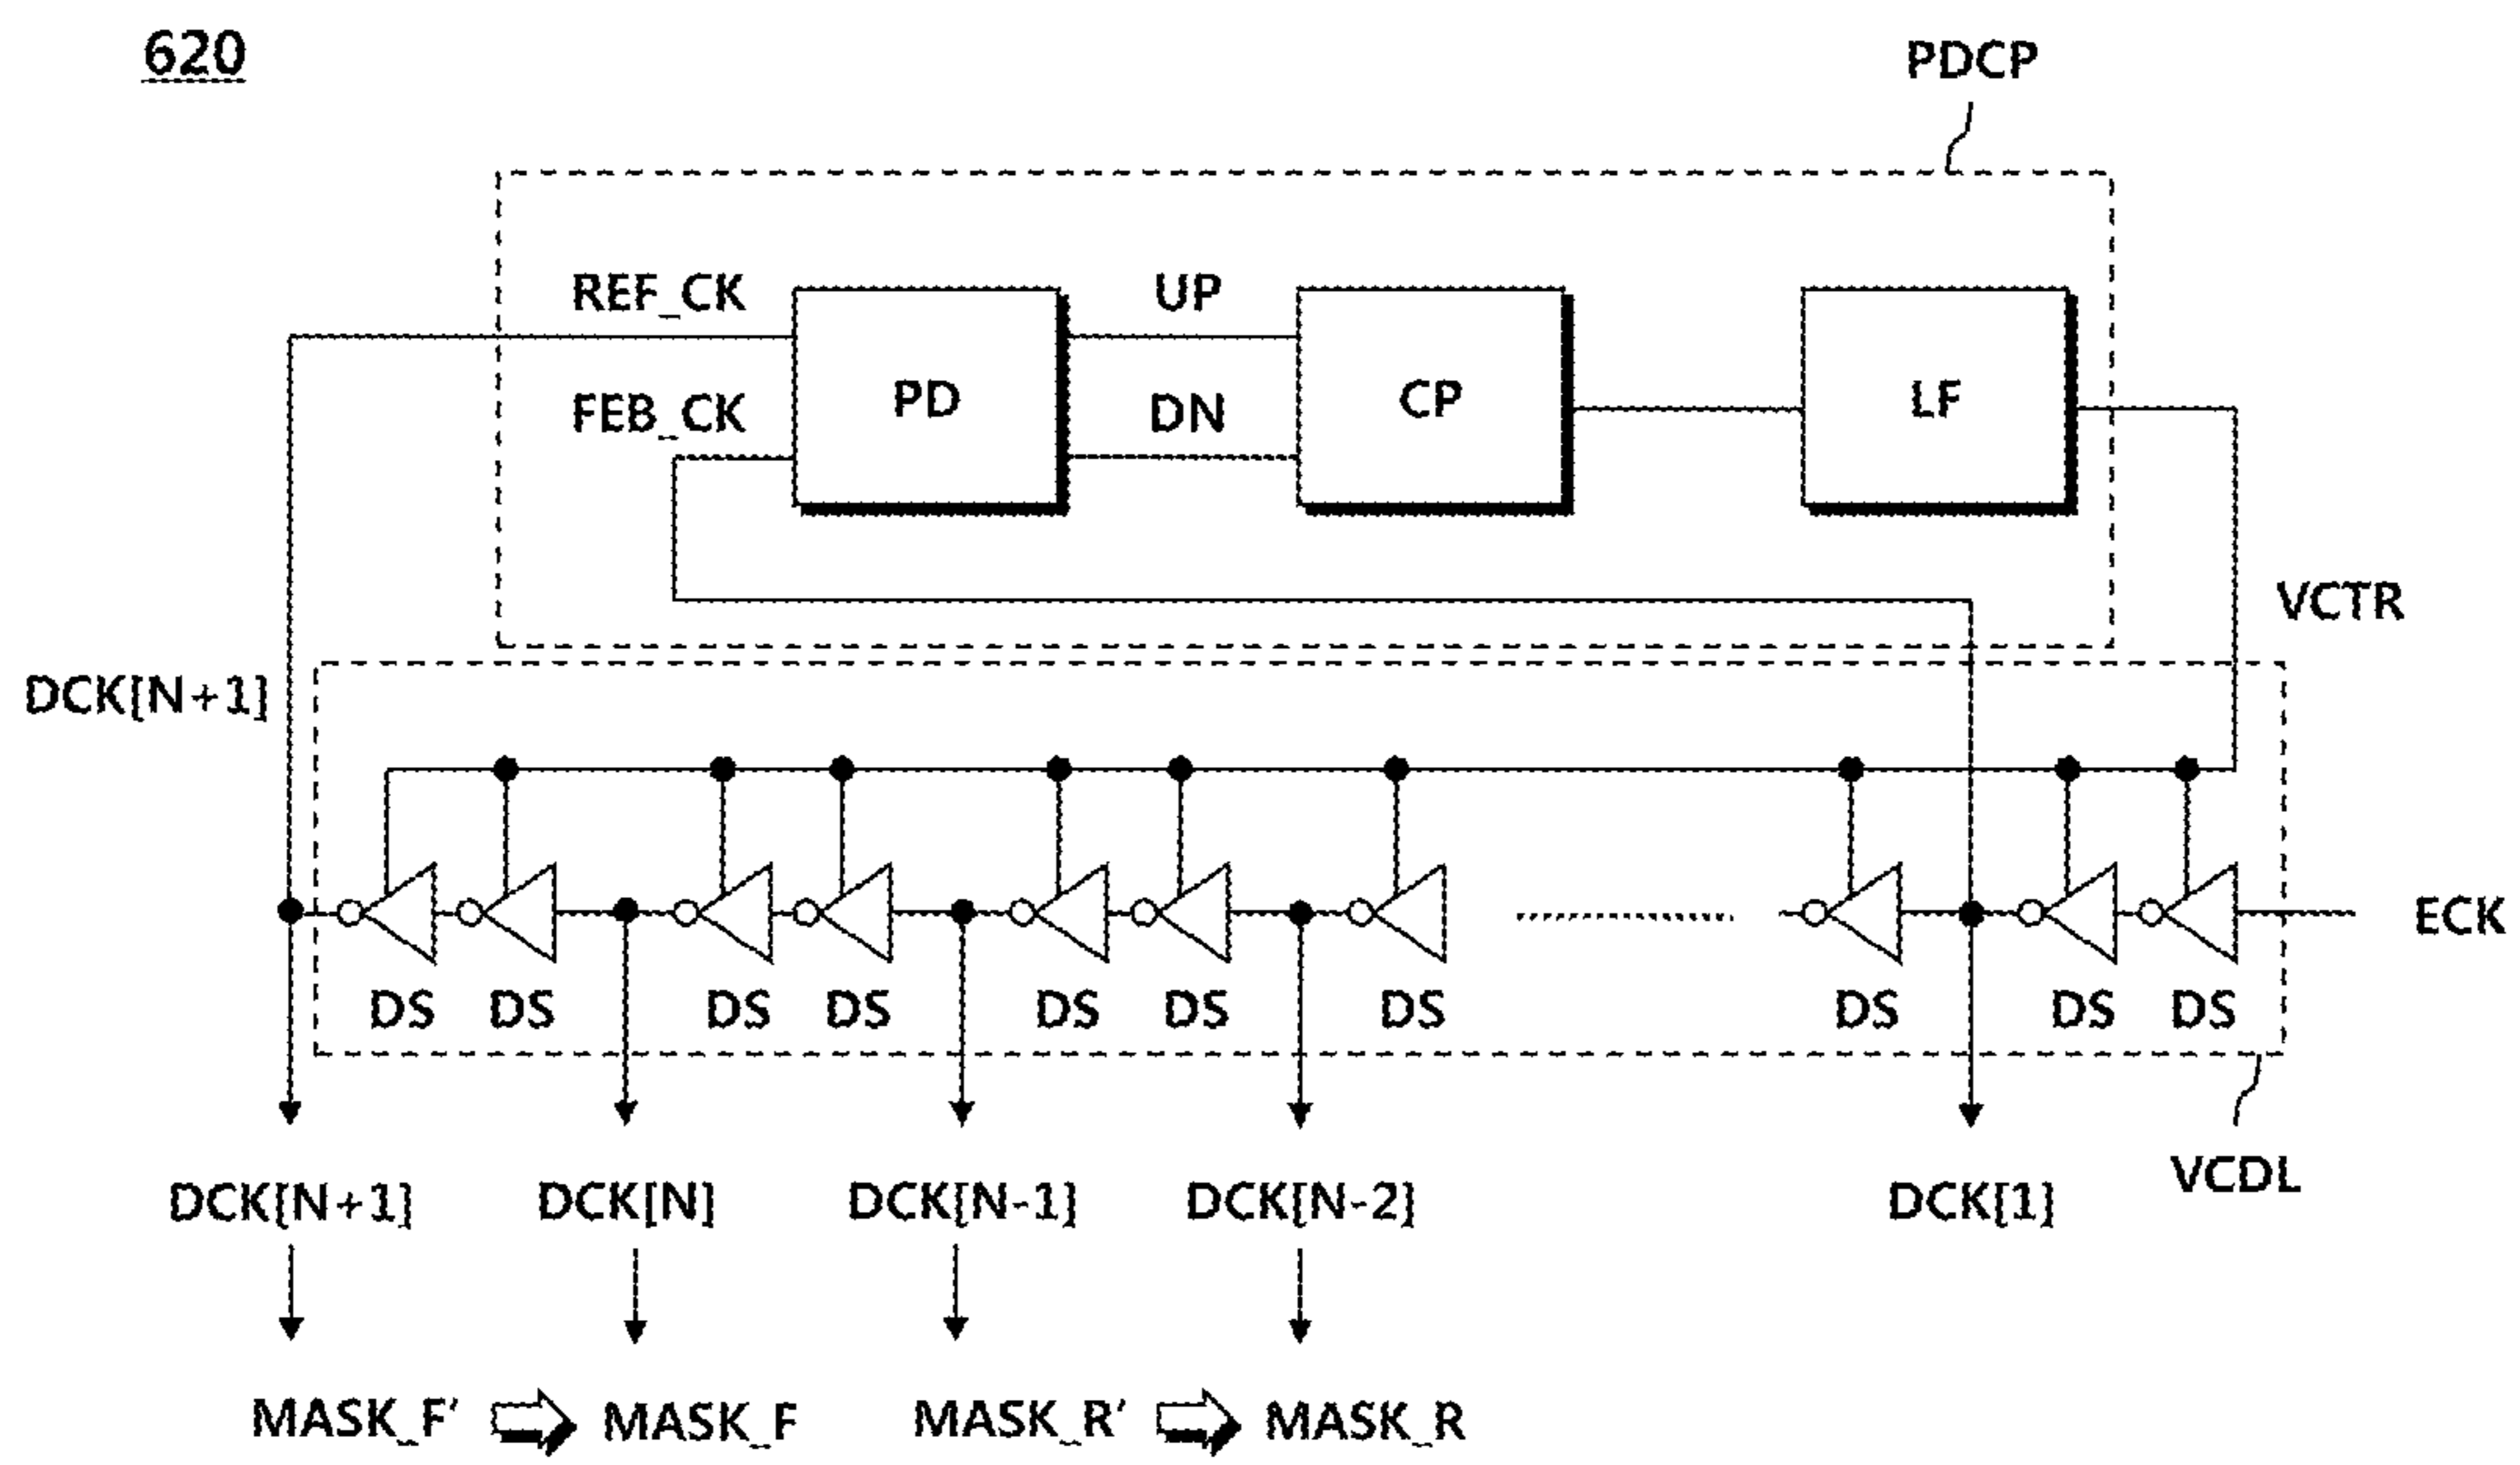 620
PDCP
REF_CK
UP
FEB_CK
PD
DN
CP
LF
VCTR
DCK[N+1]
ECK
DS DS DS DS DS DS DS DS DS DS
VCDL
DCK[N+1] DCK[N] DCK[N-1] DCK[N-2] DCK[1]
MASK_F' MASK_F MASK_R' MASK_R